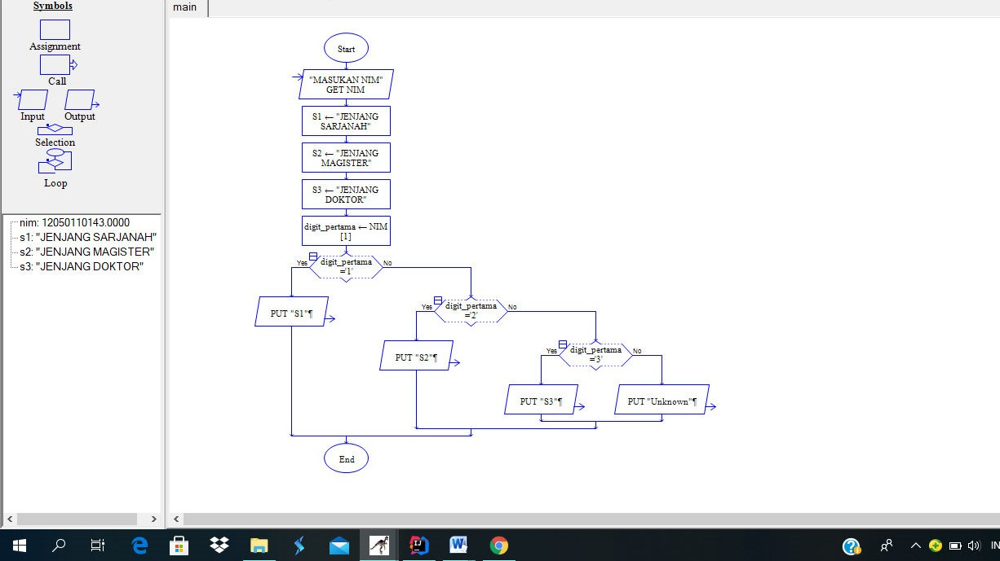 Symbols
Assignment
Call
Input
Output
Selection
Loop
nim: 12050110143.0000
s1: "JENJANG SARJANAH"
s2: "JENJANG MAGISTER"
s3: "JENJANG DOKTOR"
main
Start
"MASUKAN NIM"
GET NIM
S1 ← "JENJANG
SARJANAH"
S2 ← "JENJANG
MAGISTER"
S3 ← "JENJANG
DOKTOR"
digit_pertama ← NIM
[1]
Yes
digit_pertama
='1'
No
PUT "S1"¶
Yes
digit_pertama
='2'
No
PUT "S2"¶
Yes
digit_pertama
='3'
No
PUT "S3"¶
PUT "Unknown"¶
End
IN